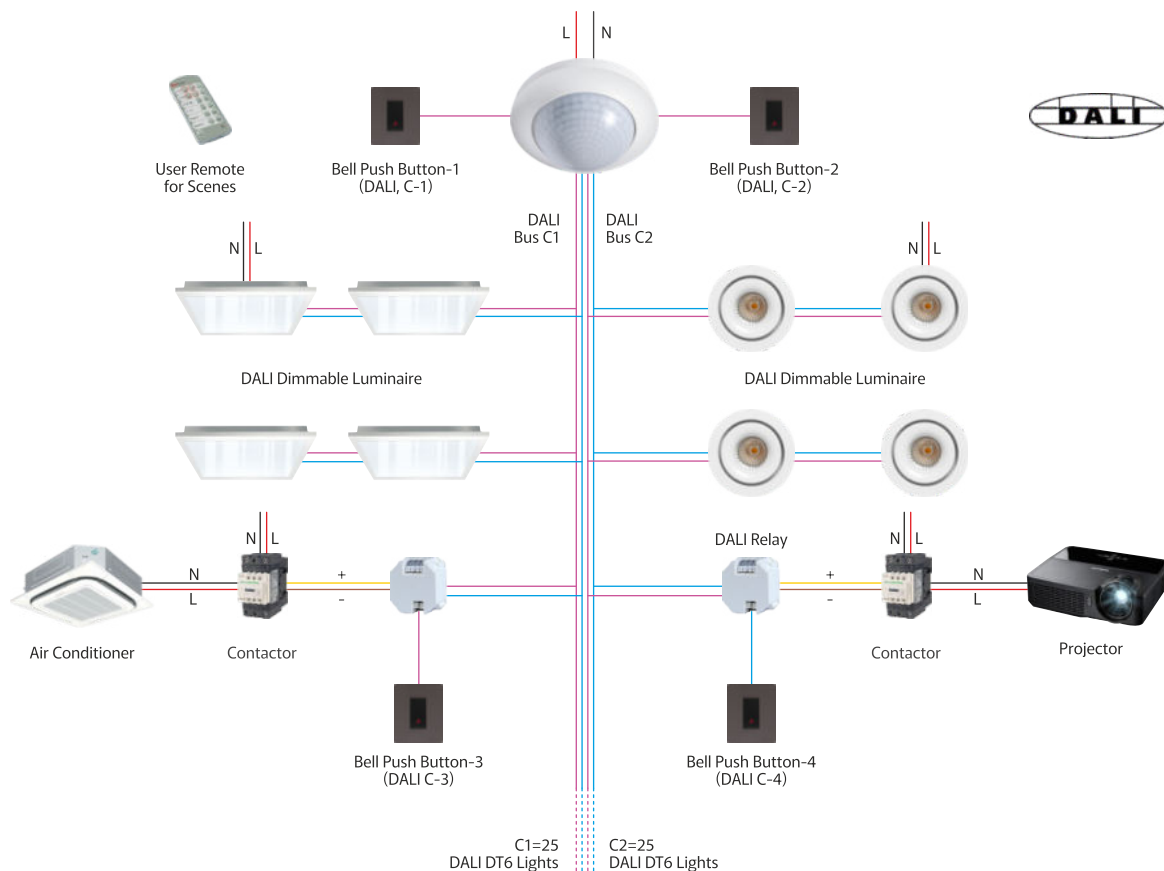 L
N
DALI
User Remote
for Scenes
Bell Push Button-1
(DALI, C-1)
Bell Push Button-2
(DALI, C-2)
DALI
Bus C1
DALI
Bus C2
N
L
N
L
DALI Dimmable Luminaire
DALI Dimmable Luminaire
N
L
DALI Relay
N
L
N
L
+
-
+
-
N
L
Air Conditioner
Contactor
Contactor
Projector
Bell Push Button-3
(DALI C-3)
Bell Push Button-4
(DALI C-4)
C1=25
DALI DT6 Lights
C2=25
DALI DT6 Lights